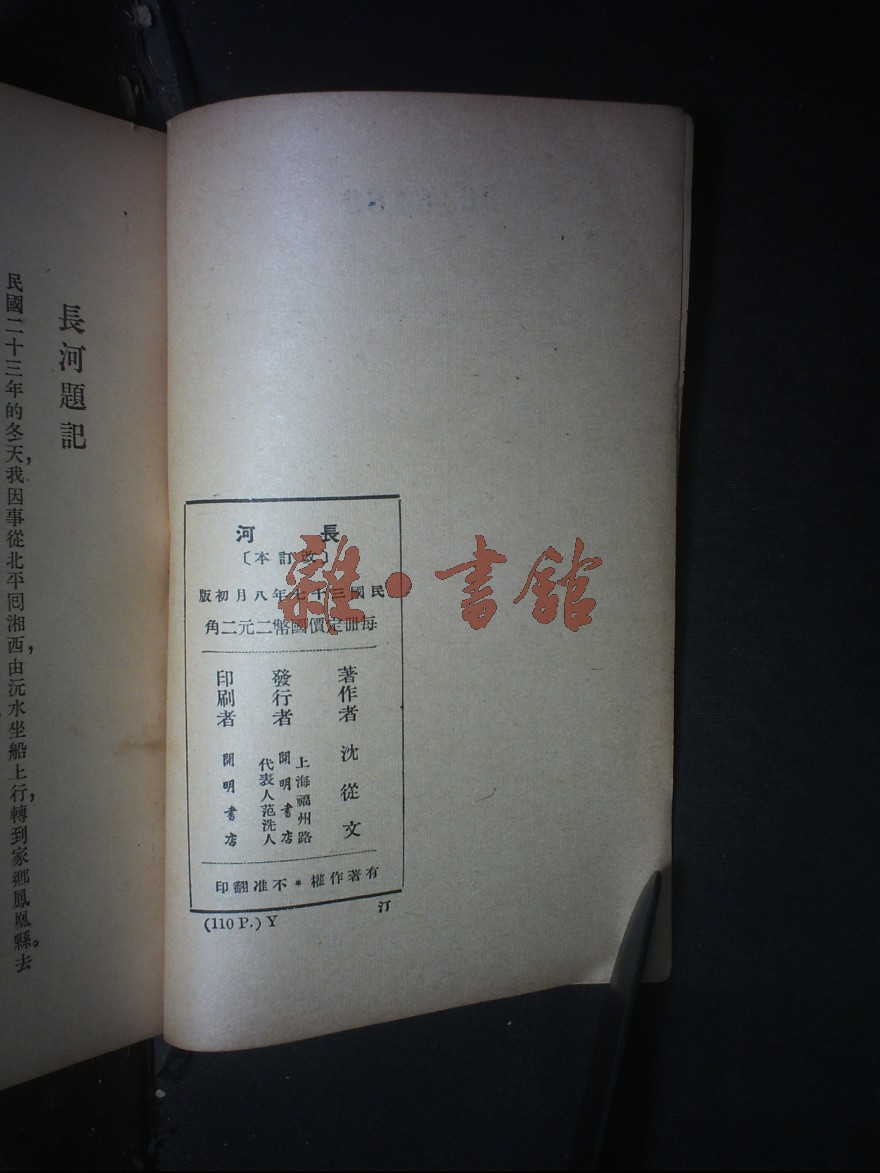 長河
〔改訂本〕
民國三十七年八月初版
每冊定價國幣二元二角
著作者 沈從文
發行者 開明書店
上海福州路
代表人范洗人
印刷者 開明書店
有著作權*不准翻印
(110 P.) Y
汀
長河題記
民國二十三年的冬天,我因事從北平囘湘西,由沅水坐船上行,轉到家鄉鳳凰縣。去
雜·書館